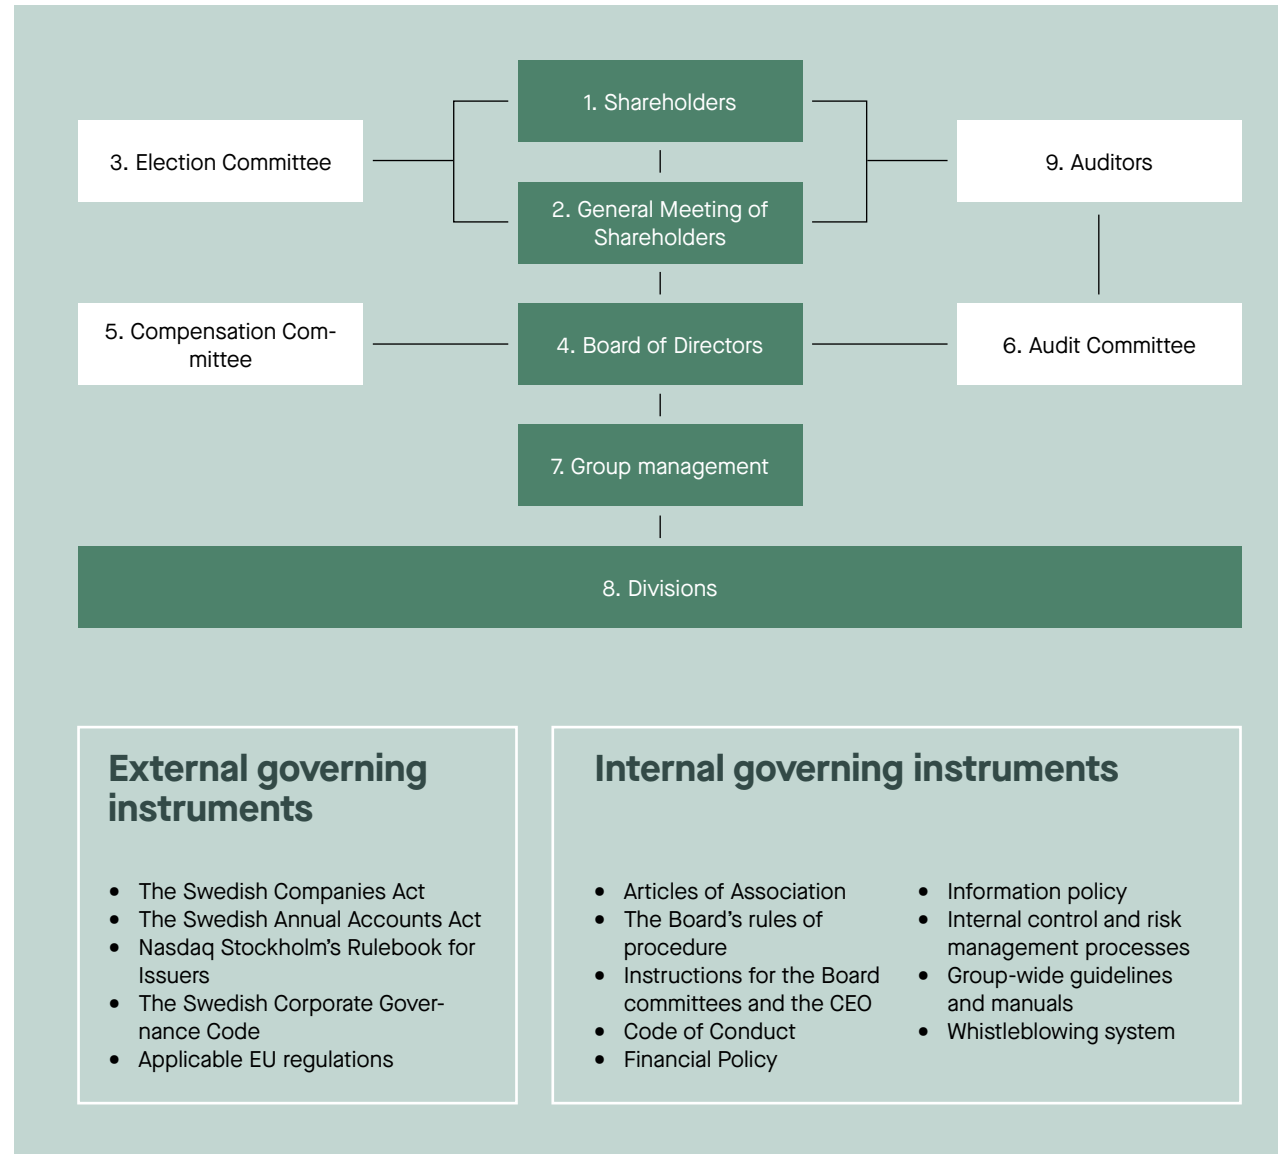 1. Shareholders
3. Election Committee
9. Auditors
2. General Meeting of
Shareholders
5. Compensation Com-
mittee
4. Board of Directors
6. Audit Committee
7. Group management
8. Divisions
External governing
instruments
• The Swedish Companies Act
• The Swedish Annual Accounts Act
• Nasdaq Stockholm’s Rulebook for
Issuers
• The Swedish Corporate Gover-
nance Code
• Applicable EU regulations
Internal governing instruments
• Articles of Association
• The Board’s rules of
procedure
• Instructions for the Board
committees and the CEO
• Code of Conduct
• Financial Policy
• Information policy
• Internal control and risk
management processes
• Group-wide guidelines
and manuals
• Whistleblowing system